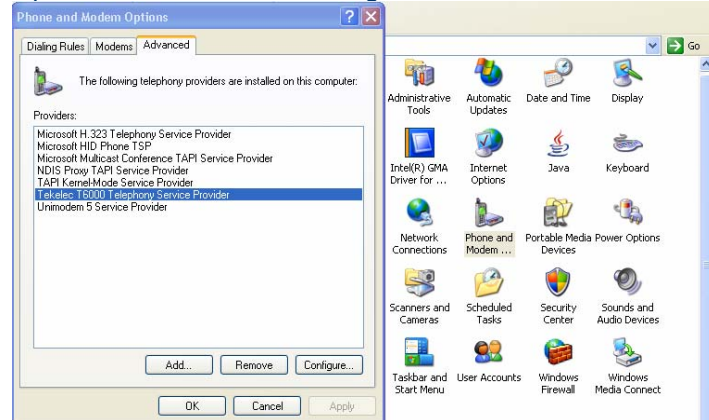 Phone and Modem Options
Dialing Rules Modems Advanced
The following telephony providers are installed on this computer:
Providers:
Microsoft H.323 Telephony Service Provider
Microsoft HID Phone TSP
Microsoft Multicast Conference TAPI Service Provider
NDIS Proxy TAPI Service Provider
TAPI Kernel-Mode Service Provider
Tekelec T6000 Telephony Service Provider
Unimodem 5 Service Provider
Add... Remove Configure...
OK Cancel Apply
Go
Administrative Tools
Automatic Updates
Date and Time
Display
Intel(R) GMA Driver for ...
Internet Options
Java
Keyboard
Network Connections
Phone and Modem ...
Portable Media Devices
Power Options
Scanners and Cameras
Scheduled Tasks
Security Center
Sounds and Audio Devices
Taskbar and Start Menu
User Accounts
Windows Firewall
Windows Media Connect